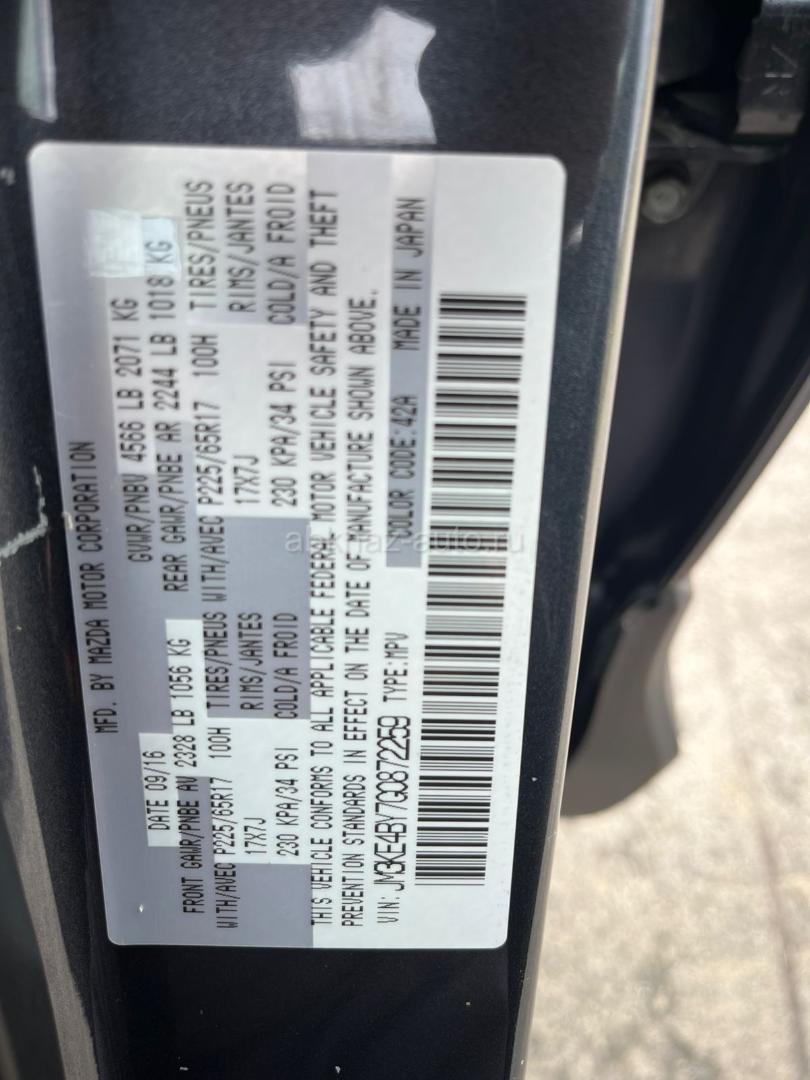 MFD. BY MAZDA MOTOR CORPORATION
DATE 09/16 GVWR/PNBV 4566 LB 2071 KG
FRONT GAWR/PNBE AV 2328 LB 1056 KG REAR GAWR/PNBE AR 2244 LB 1018 KG
WITH/AVEC P225/65R17 100H TIRES/PNEUS WITH/AVEC P225/65R17 100H TIRES/PNEUS
17X7J RIMS/JANTES 17X7J RIMS/JANTES
230 KPA/34 PSI COLD/A FROID 230 KPA/34 PSI COLD/A FROID
THIS VEHICLE CONFORMS TO ALL APPLICABLE FEDERAL MOTOR VEHICLE SAFETY AND THEFT
PREVENTION STANDARDS IN EFFECT ON THE DATE OF MANUFACTURE SHOWN ABOVE.
VIN: JM3KE4BY7G0872259 TYPE:MPV COLOR CODE:42A MADE IN JAPAN
abkhaz-auto.ru